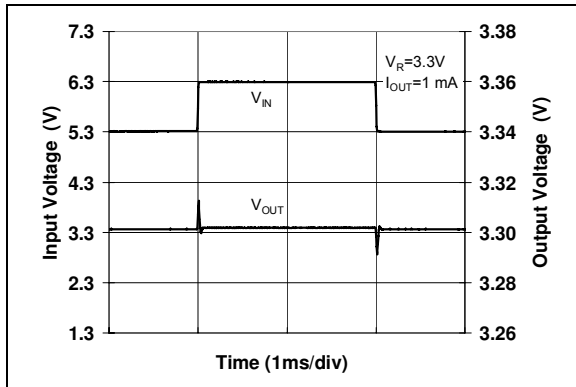 7.3
6.3
5.3
4.3
3.3
2.3
1.3
Input Voltage (V)
3.38
3.36
3.34
3.32
3.30
3.28
3.26
Output Voltage (V)
V_R=3.3V
I_OUT=1 mA
V_IN
V_OUT
Time (1ms/div)